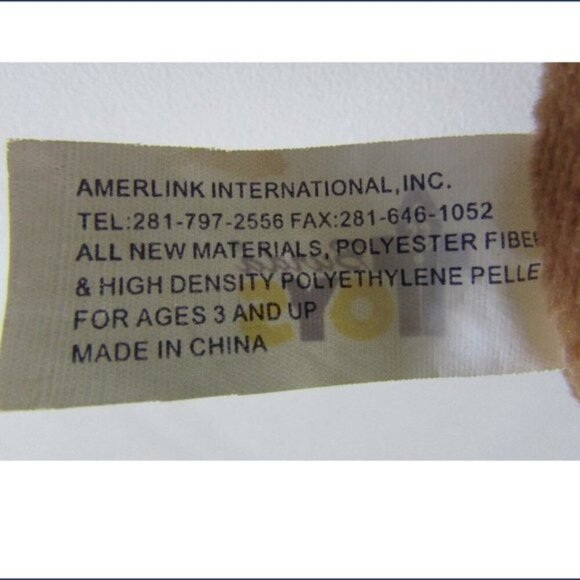 AMERLINK INTERNATIONAL,INC.
TEL:281-797-2556 FAX:281-646-1052
ALL NEW MATERIALS, POLYESTER FIBE
& HIGH DENSITY POLYETHYLENE PELLE
FOR AGES 3 AND UP
MADE IN CHINA